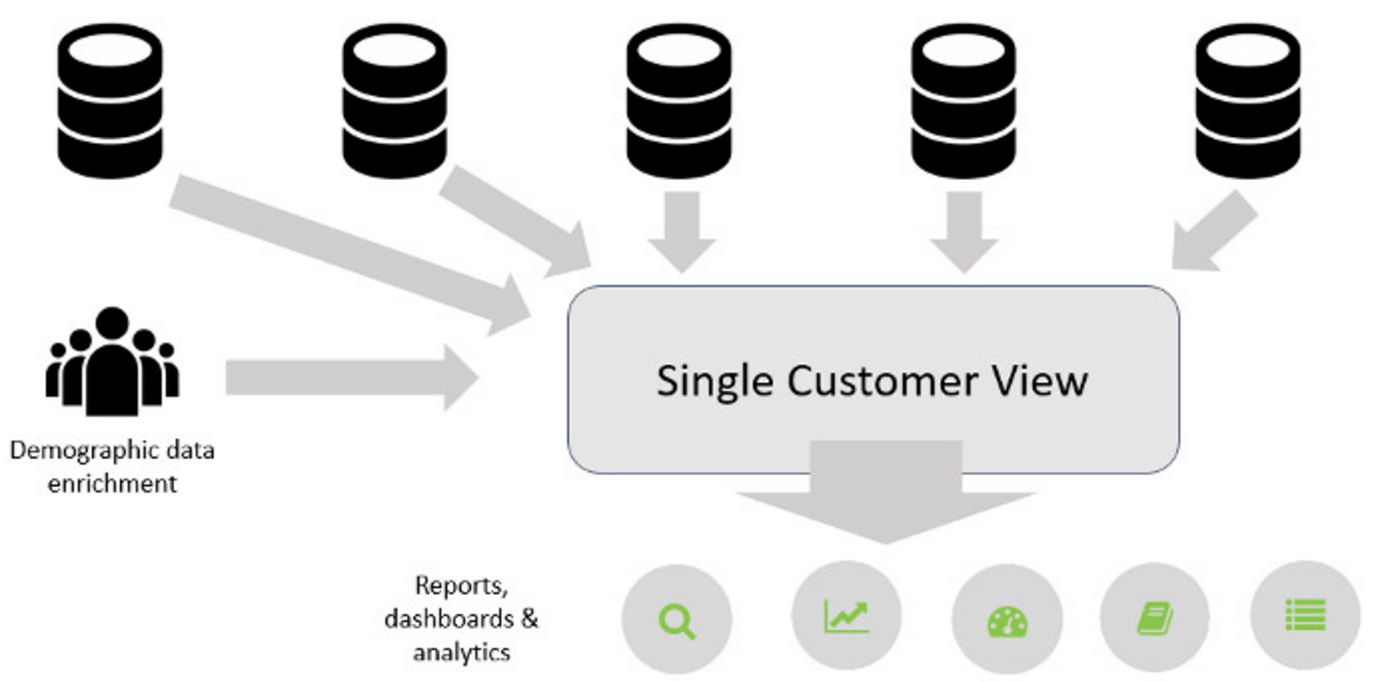 Single Customer View
Demographic data
enrichment
Reports,
dashboards &
analytics